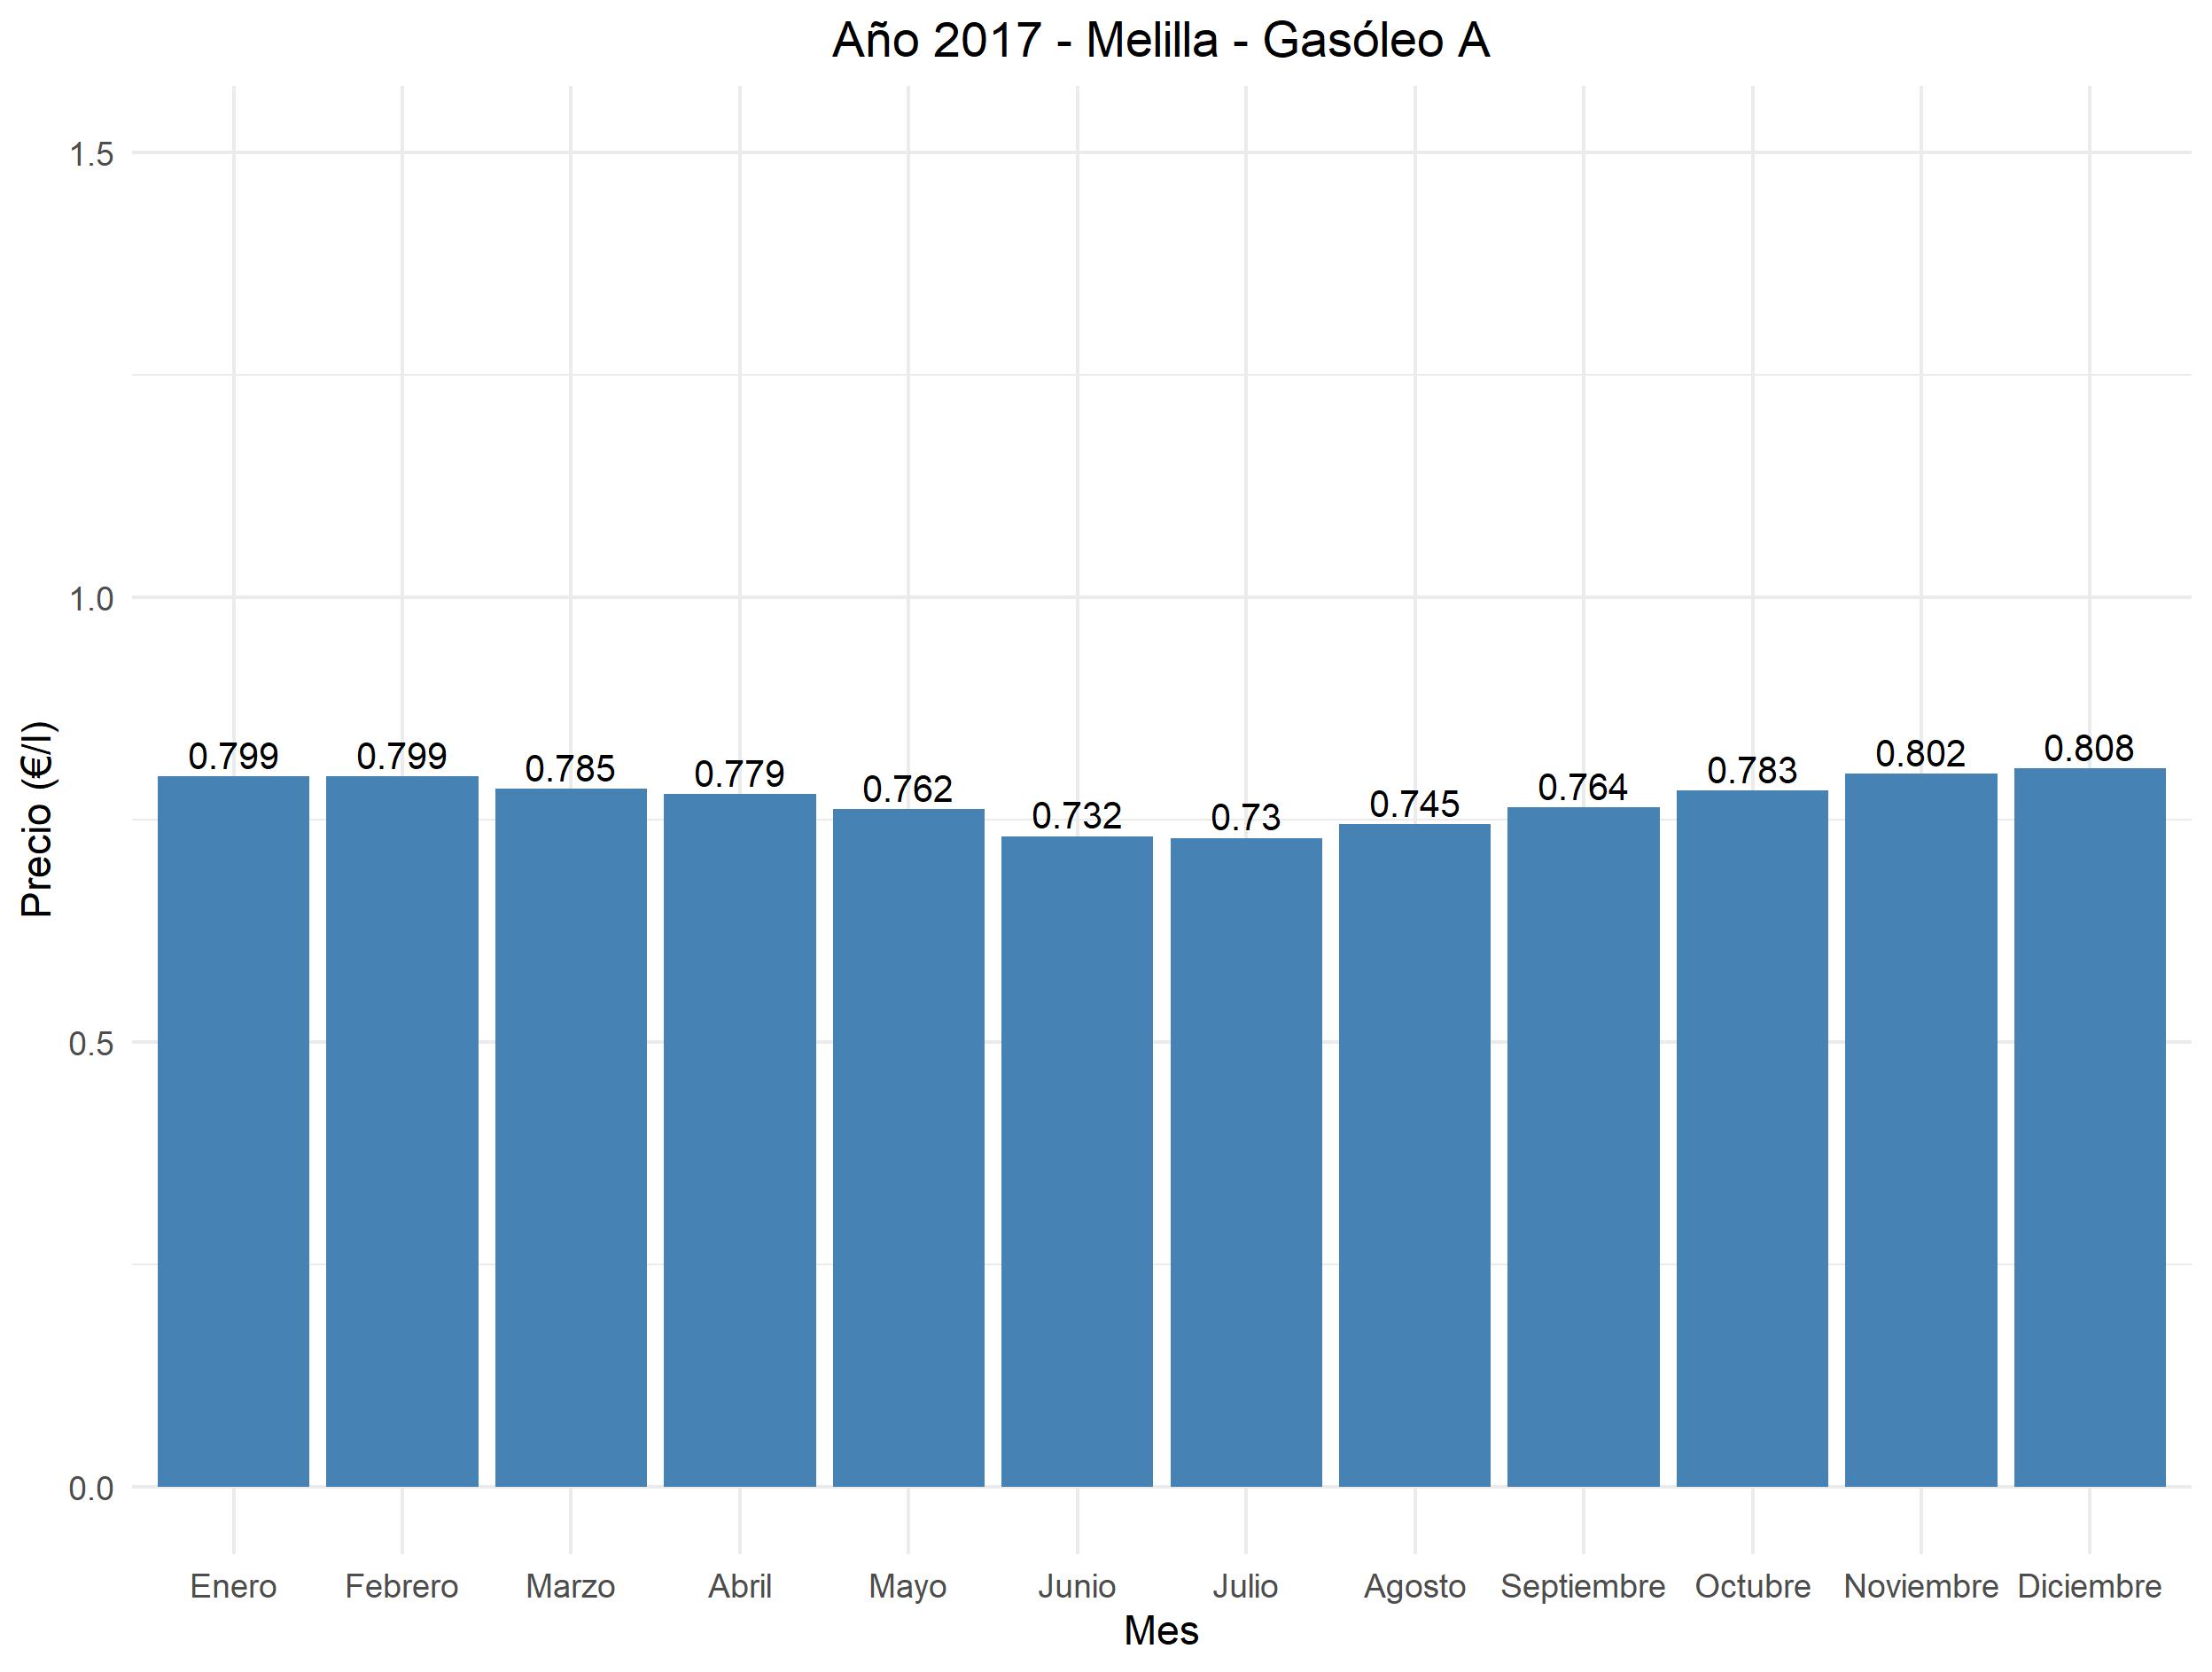 Año 2017 - Melilla - Gasóleo A
Precio (€/l)
1.5
1.0
0.5
0.0
0.799
0.799
0.785
0.779
0.762
0.732
0.73
0.745
0.764
0.783
0.802
0.808
Enero
Febrero
Marzo
Abril
Mayo
Junio
Julio
Agosto
Septiembre
Octubre
Noviembre
Diciembre
Mes